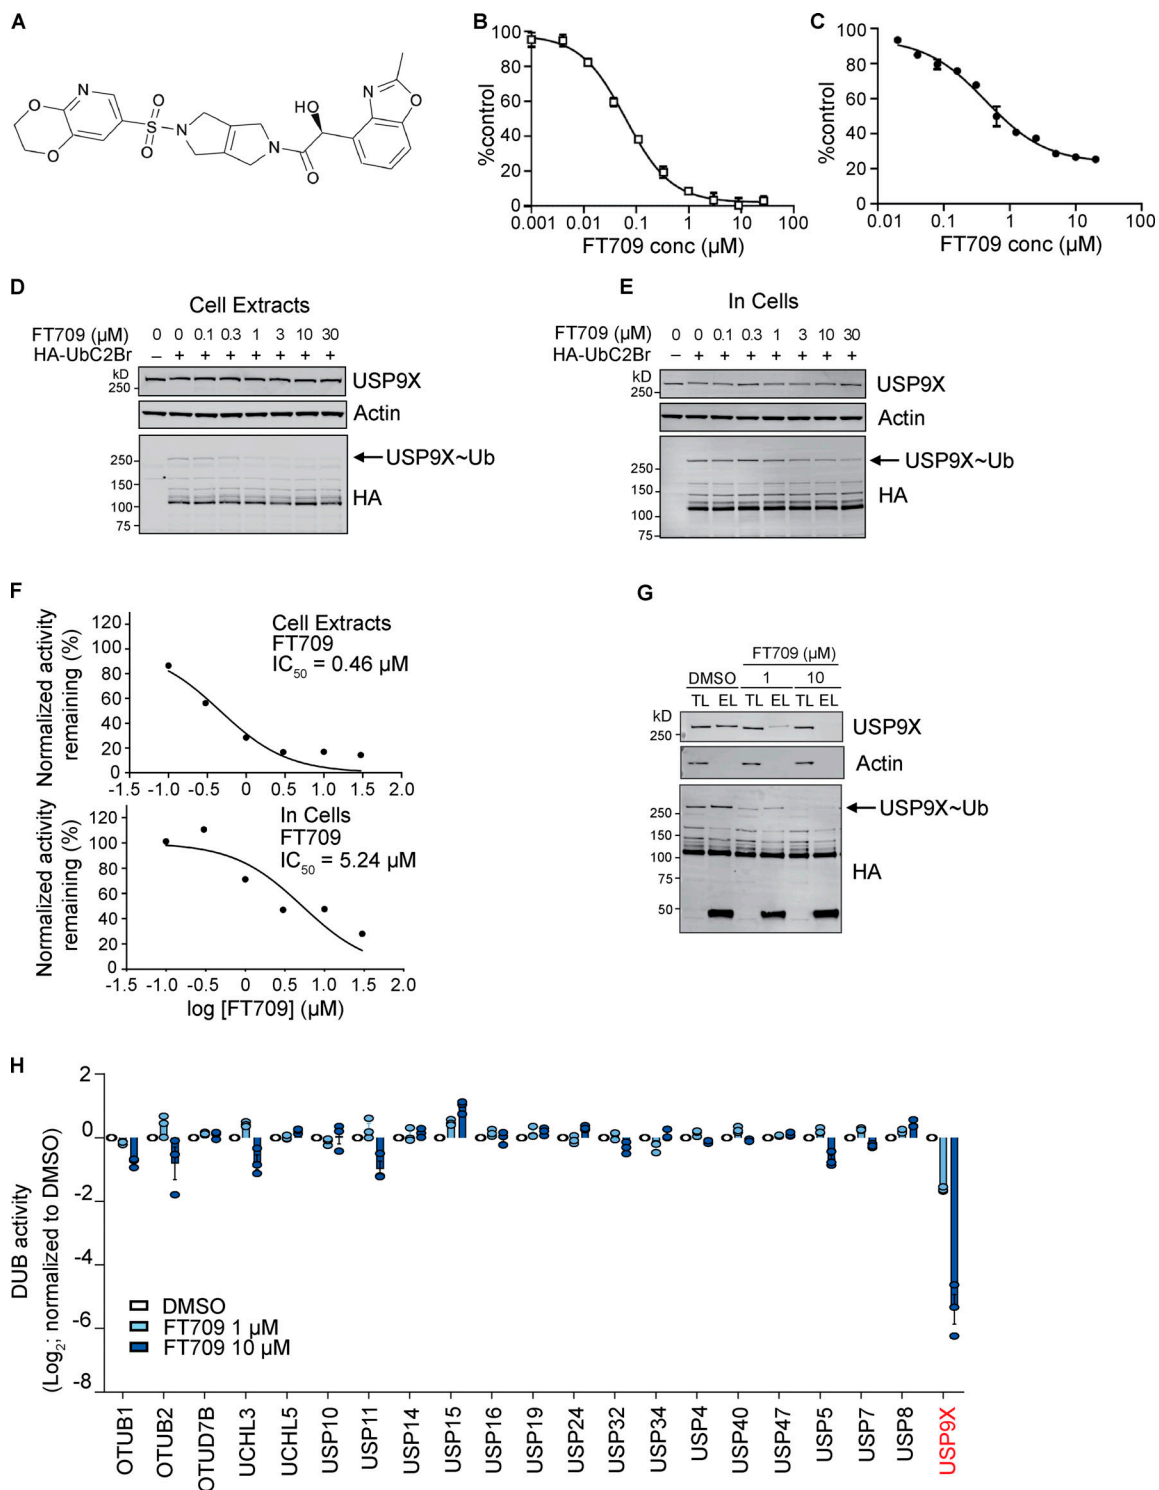 A
N
O
O
O
S
O
N
N
O
HO
N
O
B
%control
100
80
60
40
20
0
0.001
0.01
0.1
1
10
100
FT709 conc (µM)
C
%control
100
80
60
40
20
0
0.01
0.1
1
10
100
FT709 conc (µM)
D
Cell Extracts
FT709 (µM) 0 0 0.1 0.3 1 3 10 30
HA-UbC2Br – + + + + + + +
kD
250
USP9X
Actin
250
150
100
75
USP9X~Ub
HA
E
In Cells
FT709 (µM) 0 0 0.1 0.3 1 3 10 30
HA-UbC2Br – + + + + + + +
kD
250
USP9X
Actin
250
150
100
75
USP9X~Ub
HA
F
Normalized activity
remaining (%)
120
100
80
60
40
20
0
Cell Extracts
FT709
IC50 = 0.46 µM
-1.5 -1.0 -0.5 0 0.5 1.0 1.5 2.0
Normalized activity
remaining (%)
120
100
80
60
40
20
0
In Cells
FT709
IC50 = 5.24 µM
-1.5 -1.0 -0.5 0 0.5 1.0 1.5 2.0
log [FT709] (µM)
G
FT709 (µM)
DMSO 1 10
TL EL TL EL TL EL
kD
250
USP9X
Actin
250
150
100
75
50
USP9X~Ub
HA
H
DUB activity
(Log2; normalized to DMSO)
2
0
-2
-4
-6
-8
DMSO
FT709 1 µM
FT709 10 µM
OTUB1
OTUB2
OTUD7B
UCHL3
UCHL5
USP10
USP11
USP14
USP15
USP16
USP19
USP24
USP32
USP34
USP4
USP40
USP47
USP5
USP7
USP8
USP9X